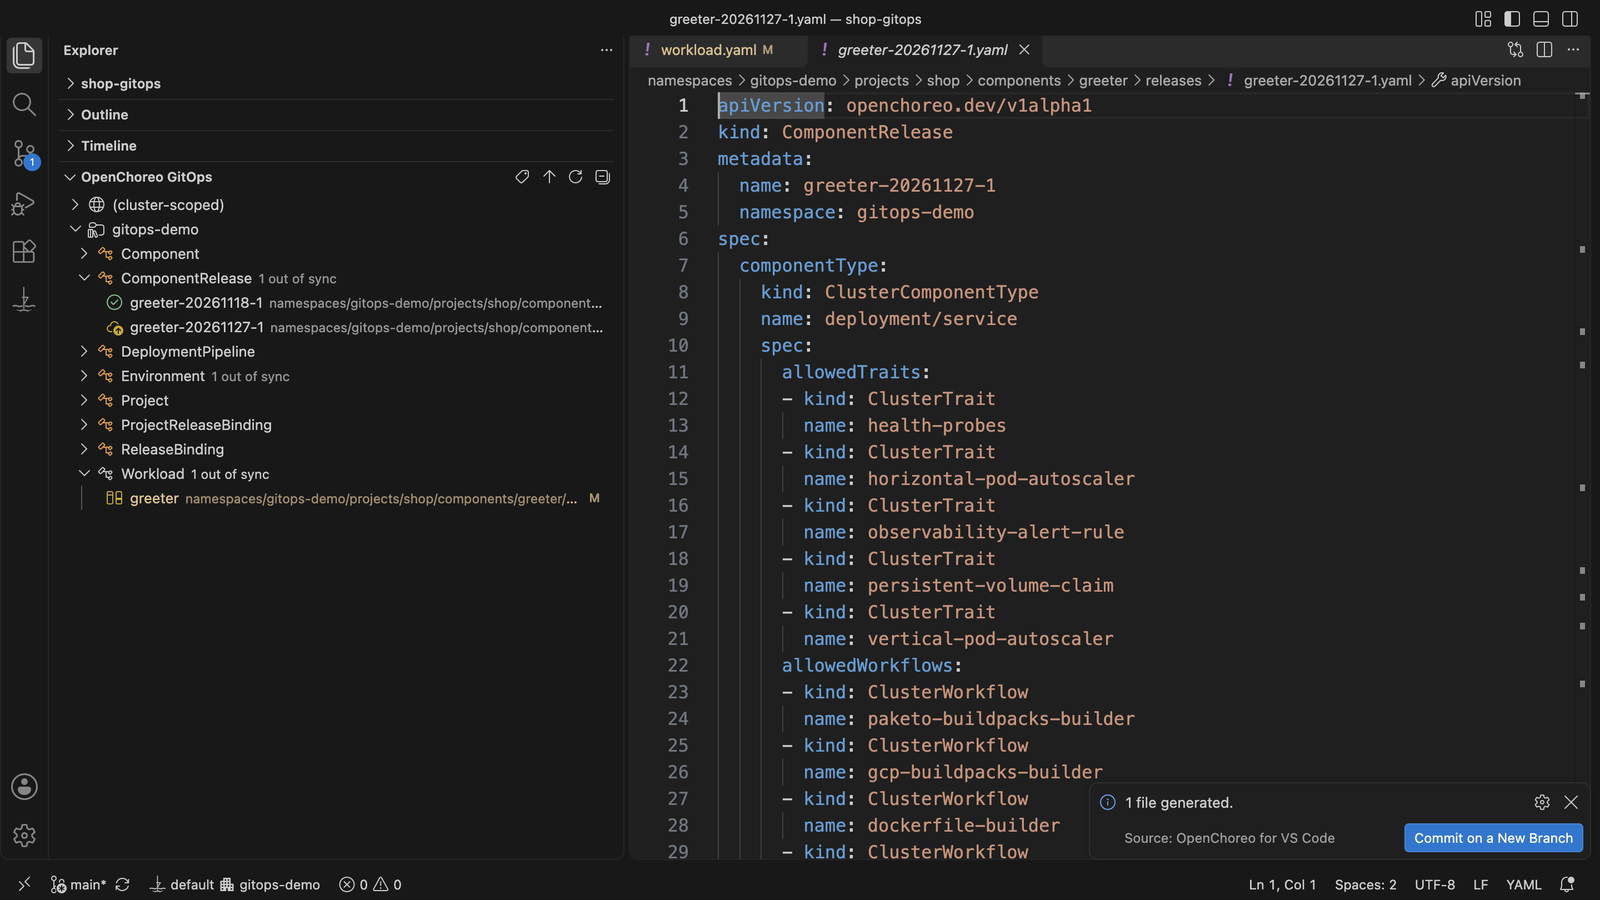 greeter-20261127-1.yaml — shop-gitops
Explorer
shop-gitops
Outline
Timeline
OpenChoreo GitOps
(cluster-scoped)
gitops-demo
Component
ComponentRelease 1 out of sync
greeter-20261118-1 namespaces/gitops-demo/projects/shop/component...
greeter-20261127-1 namespaces/gitops-demo/projects/shop/component...
DeploymentPipeline
Environment 1 out of sync
Project
ProjectReleaseBinding
ReleaseBinding
Workload 1 out of sync
greeter namespaces/gitops-demo/projects/shop/components/greeter/... M
! workload.yaml M
! greeter-20261127-1.yaml
namespaces > gitops-demo > projects > shop > components > greeter > releases > ! greeter-20261127-1.yaml > apiVersion
1 apiVersion: openchoreo.dev/v1alpha1
2 kind: ComponentRelease
3 metadata:
4 name: greeter-20261127-1
5 namespace: gitops-demo
6 spec:
7 componentType:
8 kind: ClusterComponentType
9 name: deployment/service
10 spec:
11 allowedTraits:
12 - kind: ClusterTrait
13 name: health-probes
14 - kind: ClusterTrait
15 name: horizontal-pod-autoscaler
16 - kind: ClusterTrait
17 name: observability-alert-rule
18 - kind: ClusterTrait
19 name: persistent-volume-claim
20 - kind: ClusterTrait
21 name: vertical-pod-autoscaler
22 allowedWorkflows:
23 - kind: ClusterWorkflow
24 name: paketo-buildpacks-builder
25 - kind: ClusterWorkflow
26 name: gcp-buildpacks-builder
27 - kind: ClusterWorkflow
28 name: dockerfile-builder
29 - kind: ClusterWorkflow
1 file generated.
Source: OpenChoreo for VS Code
Commit on a New Branch
1
main*
default
gitops-demo
0 0
Ln 1, Col 1
Spaces: 2
UTF-8
LF
YAML